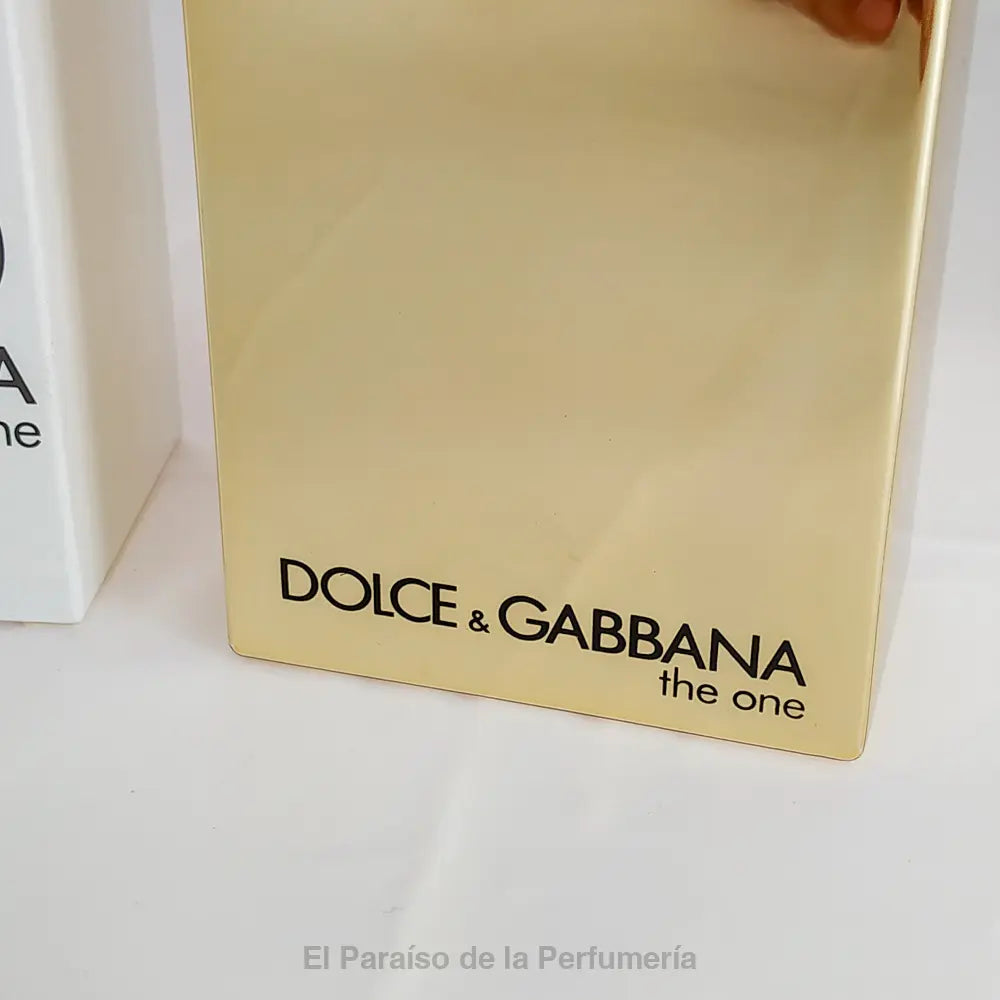 DOLCE & GABBANA
the one
El Paraíso de la Perfumería